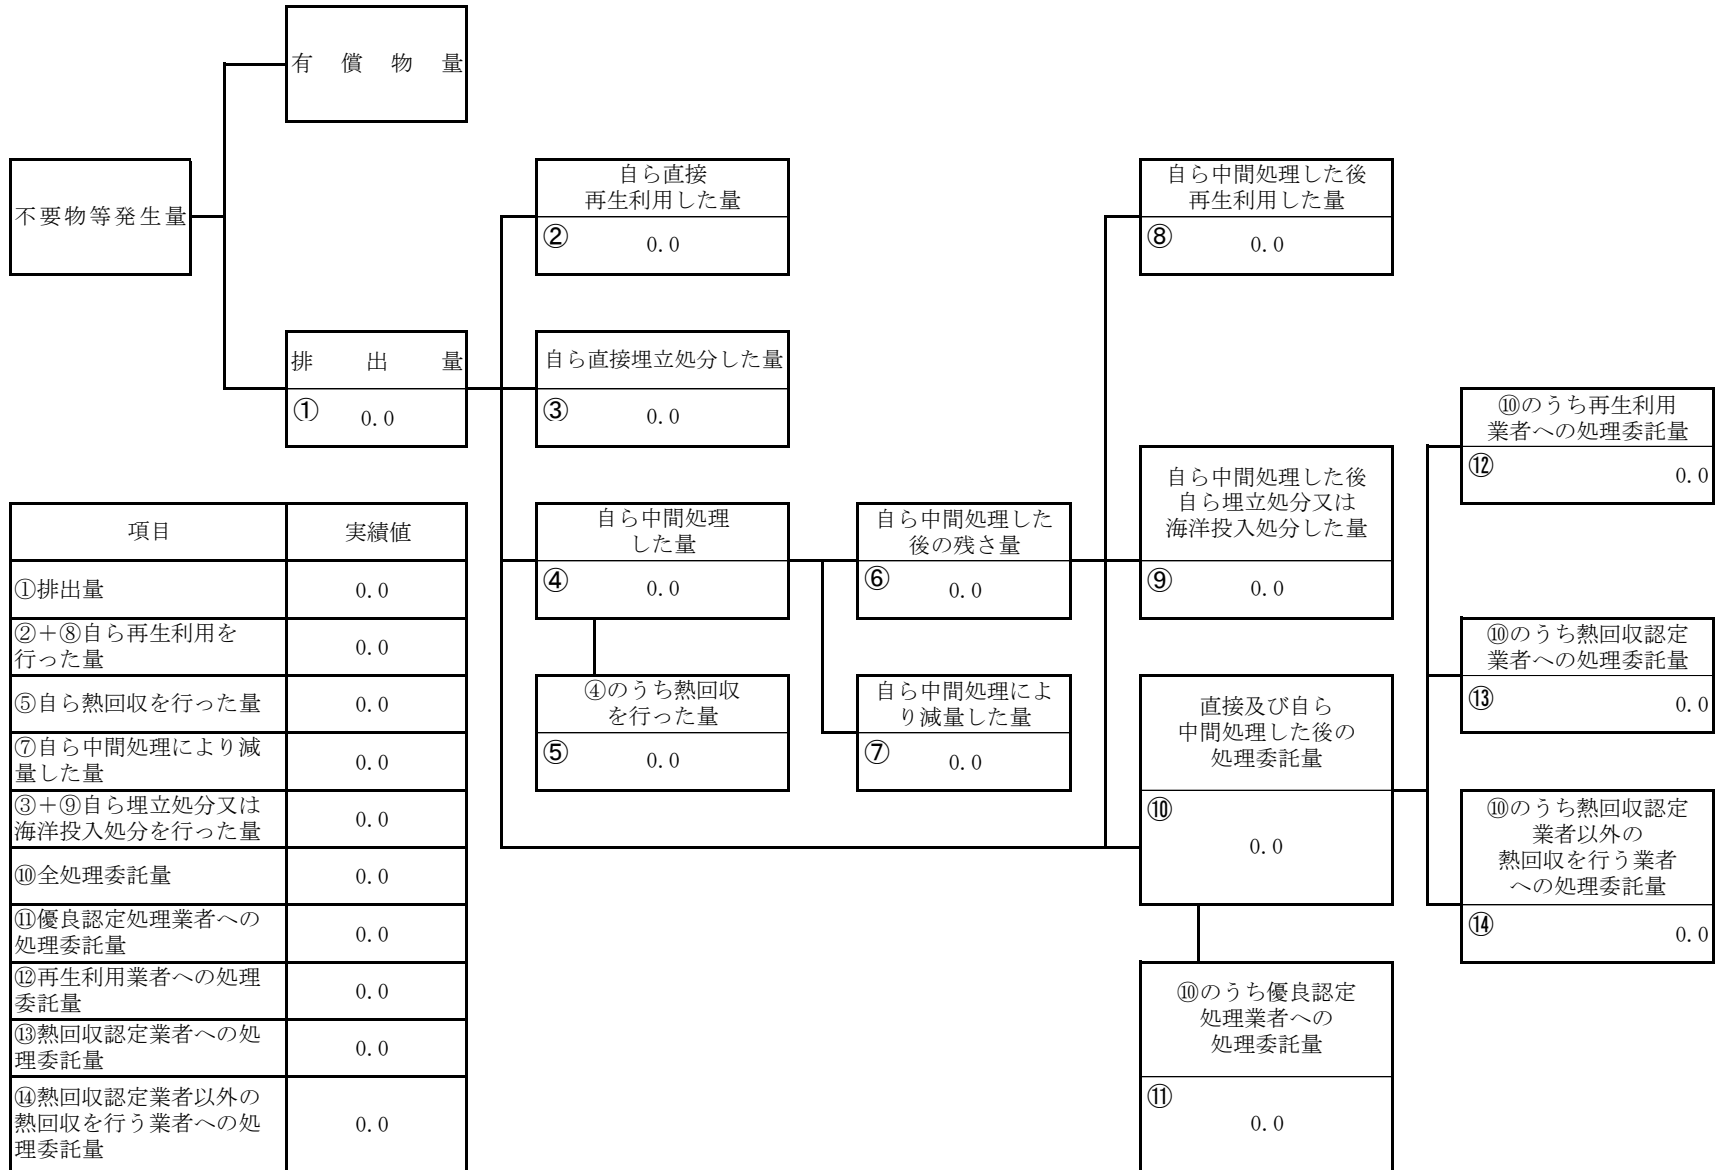 有償物量
不要物等発生量
自ら直接
再生利用した量
② 0.0
自ら中間処理した後
再生利用した量
⑧ 0.0
排出量
① 0.0
自ら直接埋立処分した量
③ 0.0
⑩のうち再生利用
業者への処理委託量
⑫ 0.0
自ら中間処理
した量
④ 0.0
自ら中間処理した
後の残さ量
⑥ 0.0
自ら中間処理した後
自ら埋立処分又は
海洋投入処分した量
⑨ 0.0
⑩のうち熱回収認定
業者への処理委託量
⑬ 0.0
④のうち熱回収
を行った量
⑤ 0.0
自ら中間処理によ
り減量した量
⑦ 0.0
直接及び自ら
中間処理した後の
処理委託量
⑩
0.0
⑩のうち熱回収認定
業者以外の
熱回収を行う業者
への処理委託量
⑭ 0.0
⑩のうち優良認定
処理業者への
処理委託量
⑪
0.0
項目 実績値
①排出量 0.0
②＋⑧自ら再生利用を
行った量 0.0
⑤自ら熱回収を行った量 0.0
⑦自ら中間処理により減
量した量 0.0
③＋⑨自ら埋立処分又は
海洋投入処分を行った量 0.0
⑩全処理委託量 0.0
⑪優良認定処理業者への
処理委託量 0.0
⑫再生利用業者への処理
委託量 0.0
⑬熱回収認定業者への処
理委託量 0.0
⑭熱回収認定業者以外の
熱回収を行う業者への処 0.0
理委託量